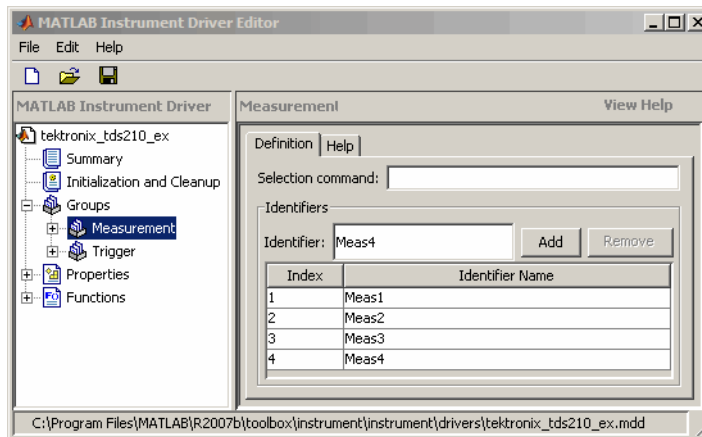 MATLAB Instrument Driver Editor
File Edit Help
MATLAB Instrument Driver
tektronix_tds210_ex
Summary
Initialization and Cleanup
Groups
Measurement
Trigger
Properties
Functions
Measurement View Help
Definition Help
Selection command:
Identifiers
Identifier: Meas4 Add Remove
Index Identifier Name
1 Meas1
2 Meas2
3 Meas3
4 Meas4
C:\Program Files\MATLAB\R2007b\toolbox\instrument\instrument\drivers\tektronix_tds210_ex.mdd